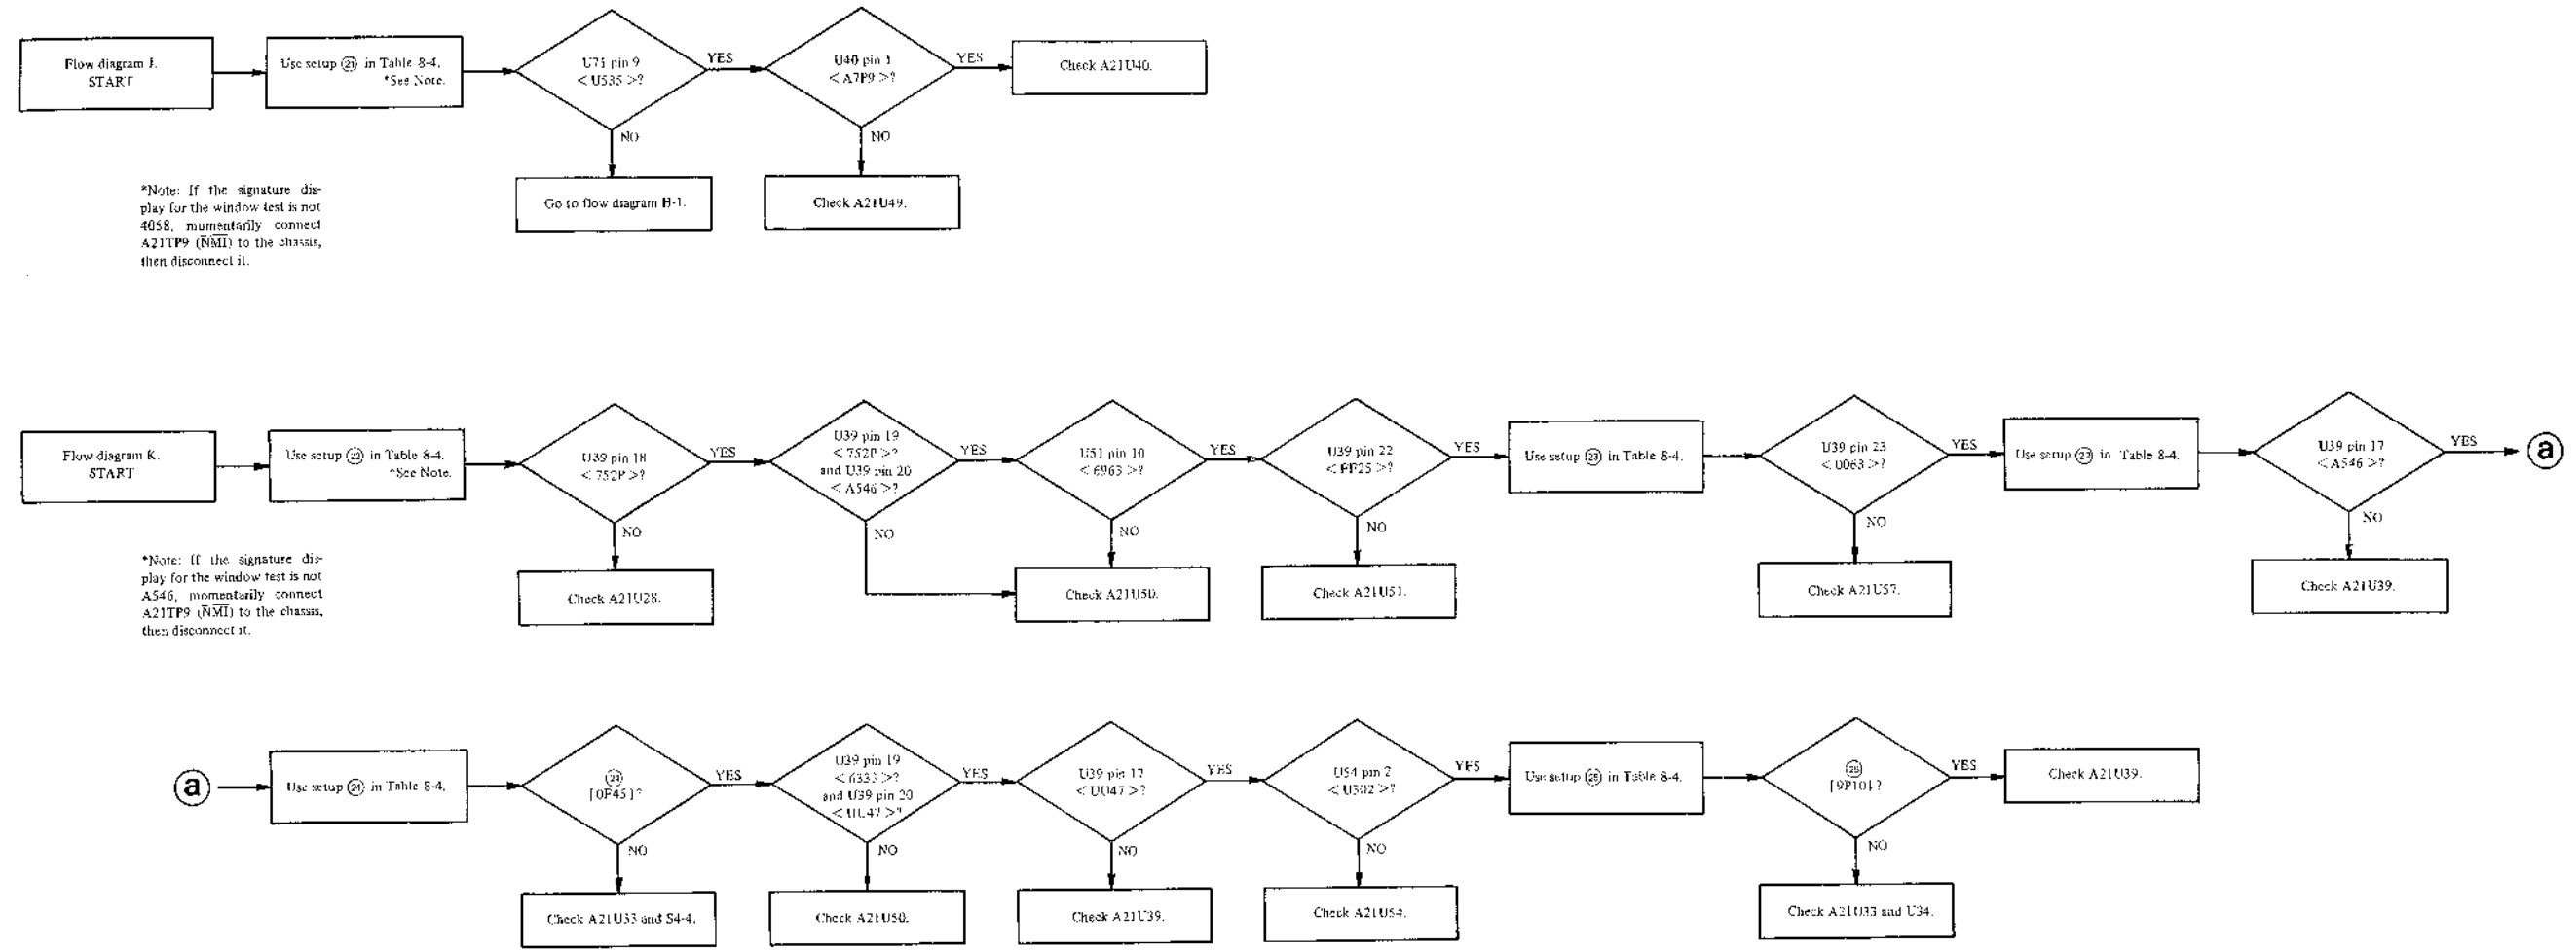 Flow diagram J.
START
Use setup 21 in Table 8-4.
*See Note.
U71 pin 9
< U535 >?
YES
NO
Go to flow diagram H-1.
U40 pin 1
< A7P9 >?
YES
NO
Check A21U49.
Check A21U40.
*Note: If the signature dis-
play for the window test is not
4058, momentarily connect
A21TP9 (NMI) to the chassis,
then disconnect it.
Flow diagram K.
START
Use setup 22 in Table 8-4.
*See Note.
U39 pin 18
< 752P >?
YES
NO
Check A21U28.
U39 pin 19
< 752P >?
and U39 pin 20
< A546 >?
YES
NO
U51 pin 10
< 6963 >?
YES
NO
Check A21U50.
U39 pin 22
< PF25 >?
YES
NO
Check A21U51.
Use setup 23 in Table 8-4.
U39 pin 23
< 0063 >?
YES
NO
Check A21U57.
Use setup in Table 8-4.
U39 pin 17
< A546 >?
YES
a
NO
Check A21U39.
*Note: If the signature dis-
play for the window test is not
A546, momentarily connect
A21TP9 (NMI) to the chassis,
then disconnect it.
a
Use setup in Table 8-4.
[0P45]?
YES
NO
Check A21U33 and S4-4.
U39 pin 19
< 6333 >?
and U39 pin 20
< UU47 >?
YES
NO
Check A21U50.
U39 pin 17
< UU47 >?
YES
NO
Check A21U39.
U54 pin 2
< U302 >?
YES
NO
Check A21U54.
Use setup 25 in Table 8-4.
25
[9P10]?
YES
NO
Check A21U33 and U34.
Check A21U39.